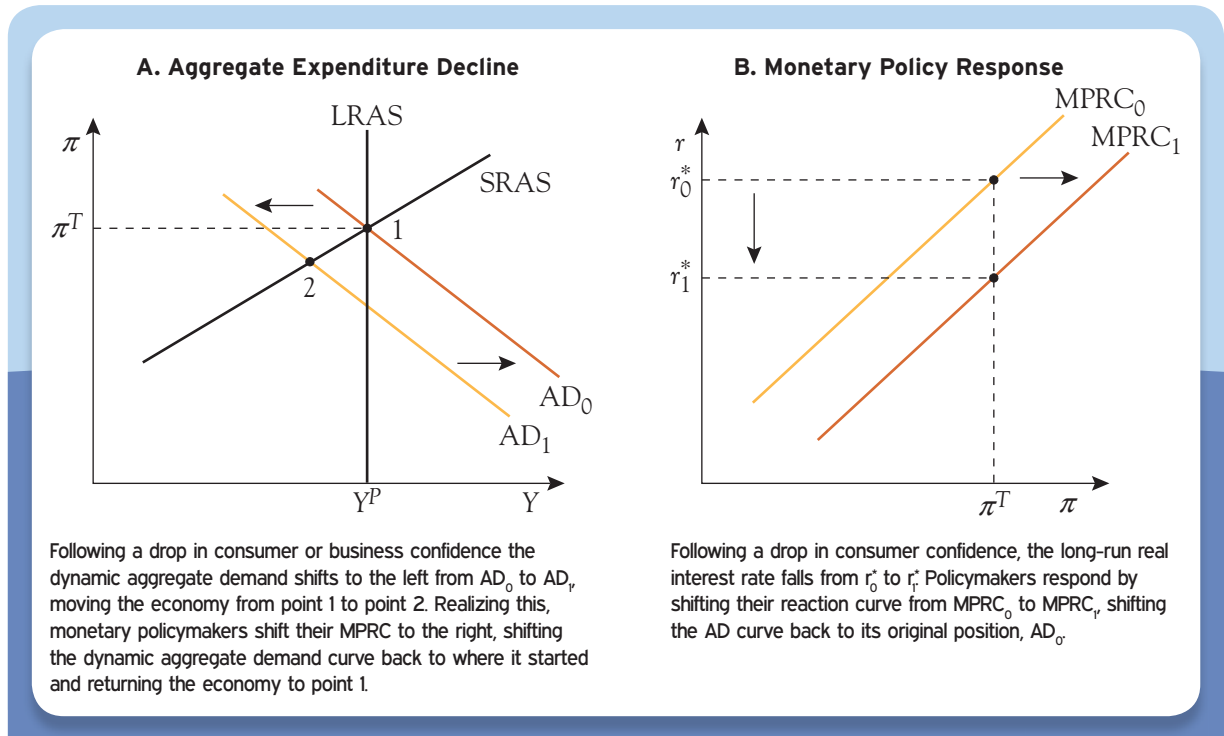 A. Aggregate Expenditure Decline
π
LRAS
SRAS
πᵀ
1
2
AD₀
AD₁
Yᴾ
Y
Following a drop in consumer or business confidence the
dynamic aggregate demand shifts to the left from AD₀ to AD₁,
moving the economy from point 1 to point 2. Realizing this,
monetary policymakers shift their MPRC to the right, shifting
the dynamic aggregate demand curve back to where it started
and returning the economy to point 1.
B. Monetary Policy Response
MPRC₀
MPRC₁
r
r₀*
r₁*
πᵀ
π
Following a drop in consumer confidence, the long-run real
interest rate falls from r₀* to r₁*. Policymakers respond by
shifting their reaction curve from MPRC₀ to MPRC₁, shifting
the AD curve back to its original position, AD₀.